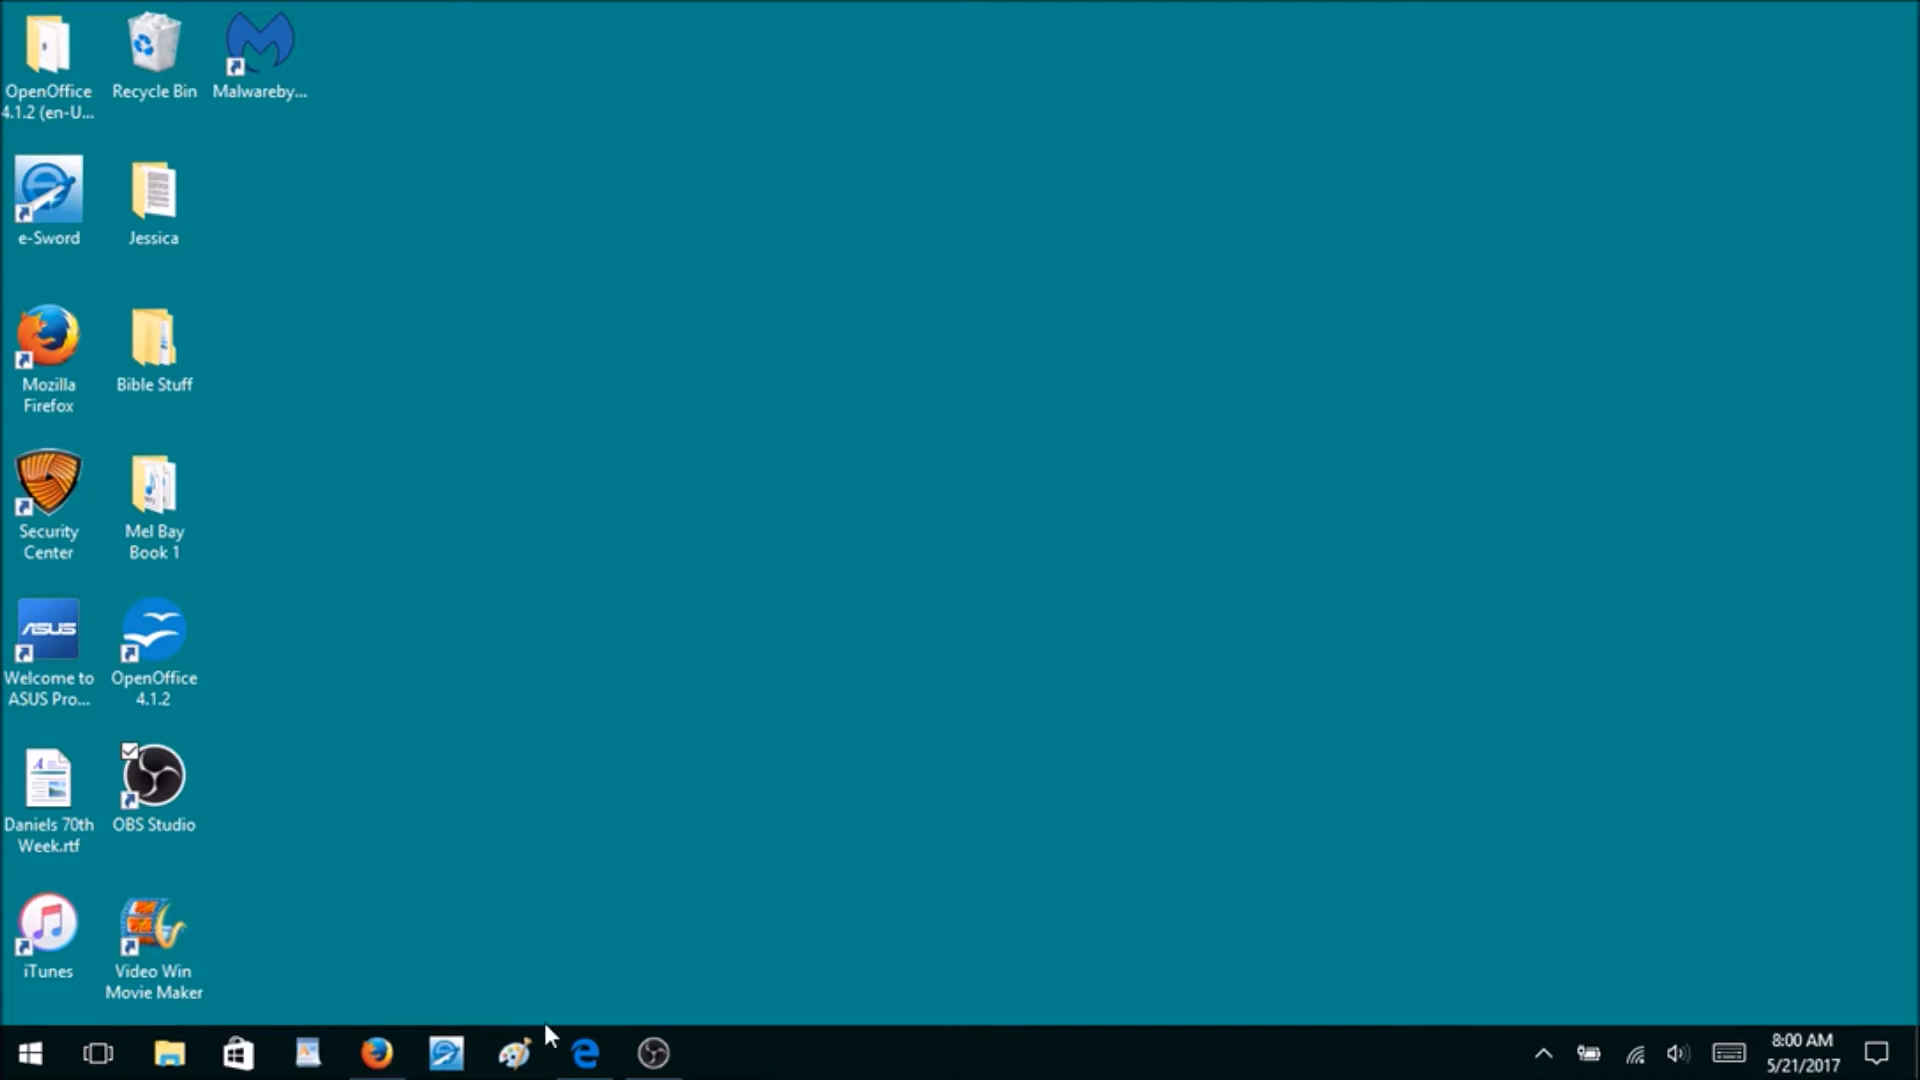 OpenOffice
4.1.2 (en-U...
Recycle Bin
Malwareby...
e-Sword
Jessica
Mozilla
Firefox
Bible Stuff
Security
Center
Mel Bay
Book 1
ASUS
Welcome to
ASUS Pro...
OpenOffice
4.1.2
Daniels 70th
Week.rtf
OBS Studio
iTunes
Video Win
Movie Maker
8:00 AM
5/21/2017